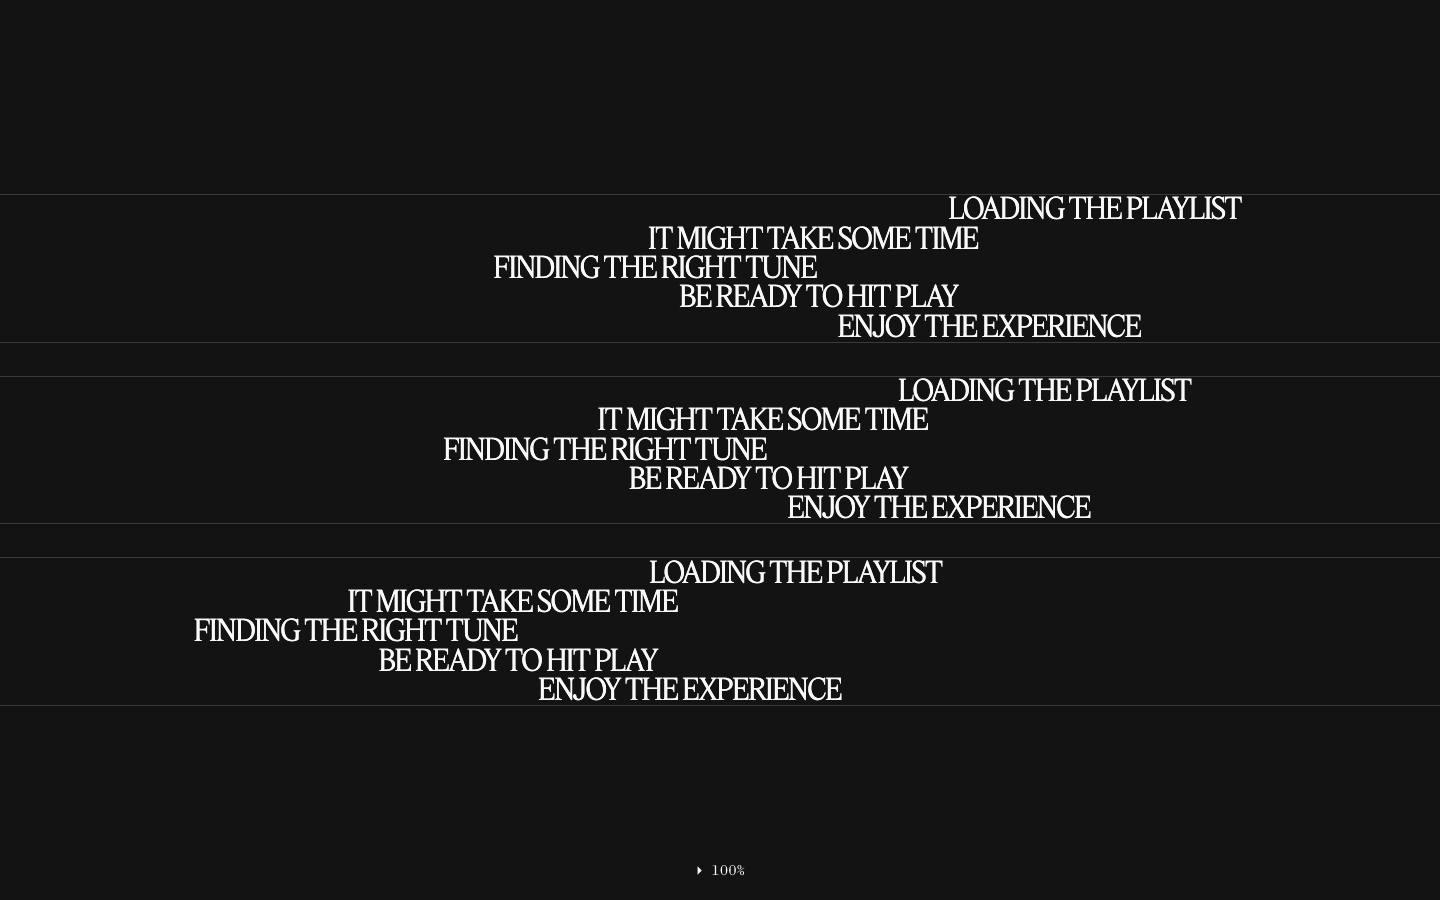 LOADING THE PLAYLIST
IT MIGHT TAKE SOME TIME
FINDING THE RIGHT TUNE
BE READY TO HIT PLAY
ENJOY THE EXPERIENCE
LOADING THE PLAYLIST
IT MIGHT TAKE SOME TIME
FINDING THE RIGHT TUNE
BE READY TO HIT PLAY
ENJOY THE EXPERIENCE
LOADING THE PLAYLIST
IT MIGHT TAKE SOME TIME
FINDING THE RIGHT TUNE
BE READY TO HIT PLAY
ENJOY THE EXPERIENCE
100%